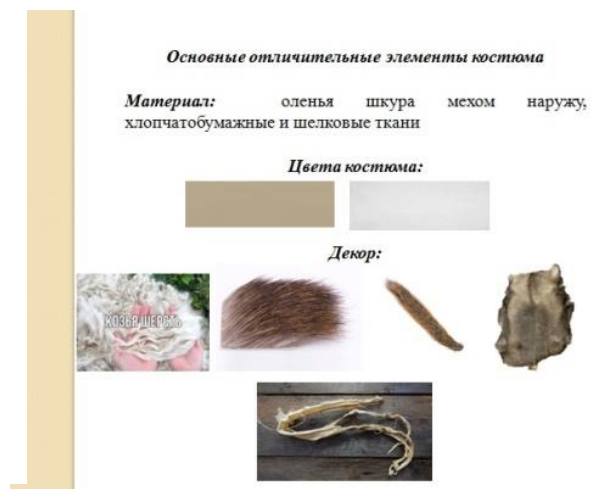 Основные отличительные элементы костюма
Материал: оленья шкура мехом наружу,
хлопчатобумажные и шелковые ткани
Цвета костюма:
Декор:
КОЗЬЯ ШЕРСТЬ